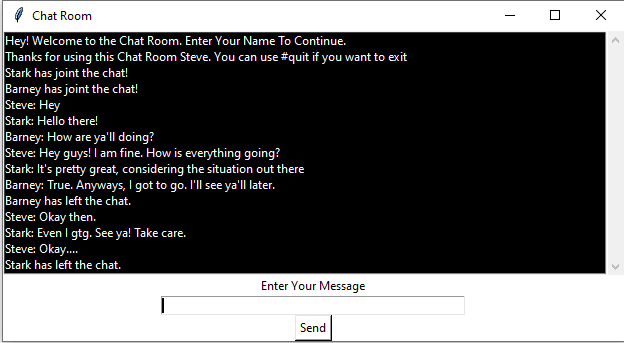 Chat Room
Hey! Welcome to the Chat Room. Enter Your Name To Continue.
Thanks for using this Chat Room Steve. You can use #quit if you want to exit
Stark has joint the chat!
Barney has joint the chat!
Steve: Hey
Stark: Hello there!
Barney: How are ya'll doing?
Steve: Hey guys! I am fine. How is everything going?
Stark: It's pretty great, considering the situation out there
Barney: True. Anyways, I got to go. I'll see ya'll later.
Barney has left the chat.
Steve: Okay then.
Stark: Even I gtg. See ya! Take care.
Steve: Okay....
Stark has left the chat.
Enter Your Message
Send